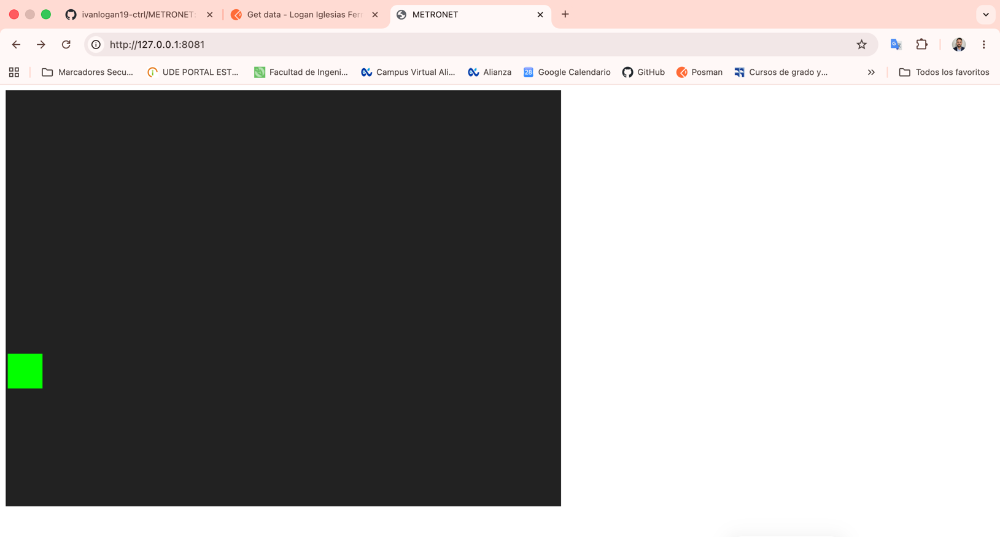 ivanlogan19-ctrl/METRONET:
Get data - Logan Iglesias Ferr
METRONET
http://127.0.0.1:8081
Marcadores Secu...
UDE PORTAL EST...
Facultad de Ingeni...
Campus Virtual Ali...
Alianza
28
Google Calendario
GitHub
Posman
Cursos de grado y...
Todos los favoritos